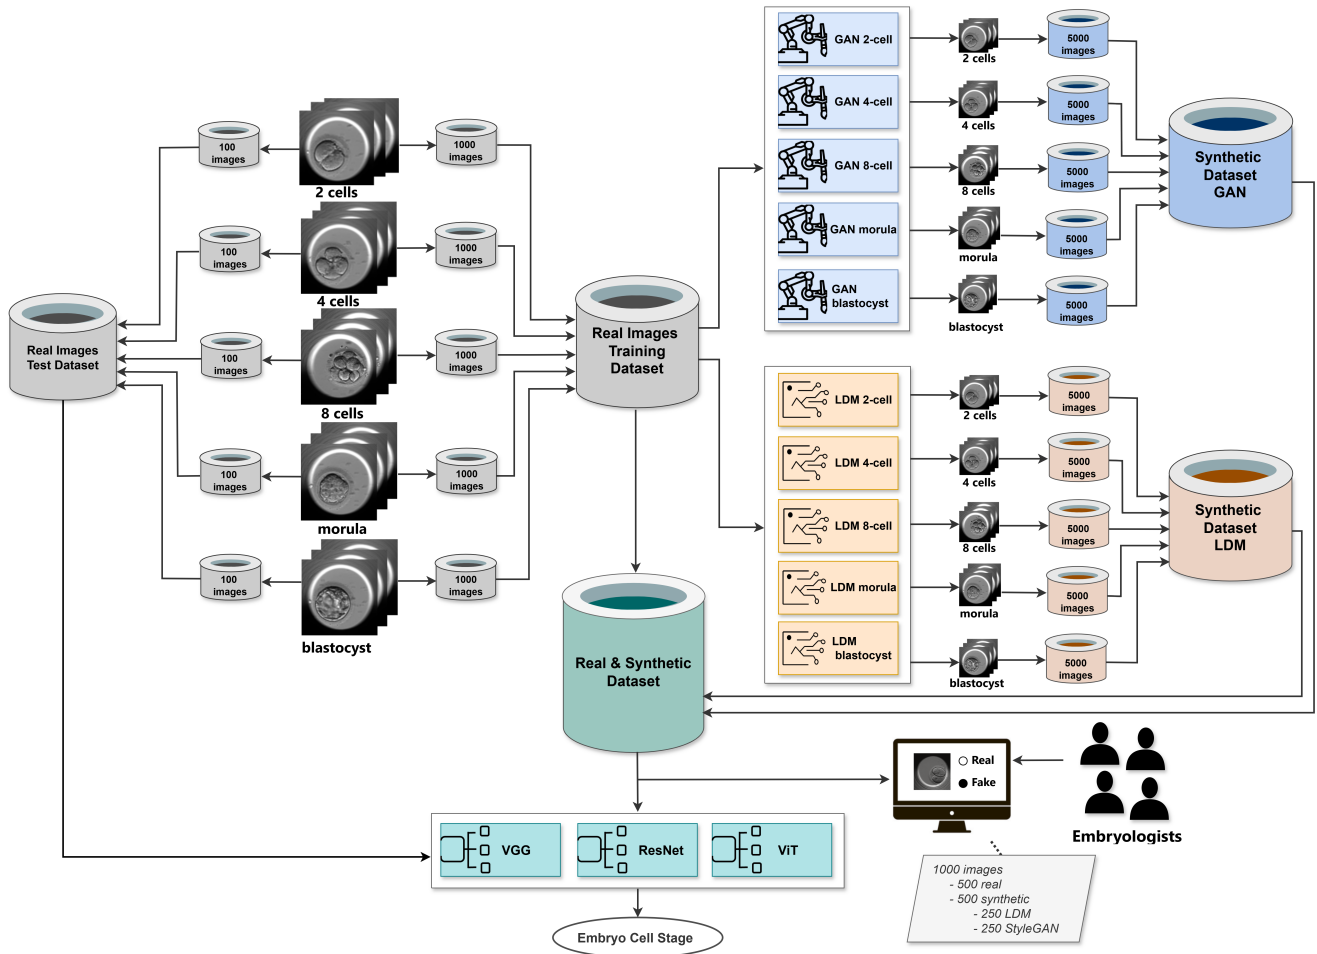 100
images
2 cells
1000
images
100
images
4 cells
1000
images
100
images
8 cells
1000
images
100
images
morula
1000
images
100
images
blastocyst
1000
images
Real Images
Test Dataset
Real Images
Training
Dataset
GAN 2-cell
2 cells
5000
images
GAN 4-cell
4 cells
5000
images
GAN 8-cell
8 cells
5000
images
GAN morula
morula
5000
images
GAN
blastocyst
blastocyst
5000
images
Synthetic
Dataset
GAN
LDM 2-cell
2 cells
5000
images
LDM 4-cell
4 cells
5000
images
LDM 8-cell
8 cells
5000
images
LDM morula
morula
5000
images
LDM
blastocyst
blastocyst
5000
images
Synthetic
Dataset
LDM
Real & Synthetic
Dataset
Real
Fake
Embryologists
VGG
ResNet
ViT
1000 images
- 500 real
- 500 synthetic
- 250 LDM
- 250 StyleGAN
Embryo Cell Stage